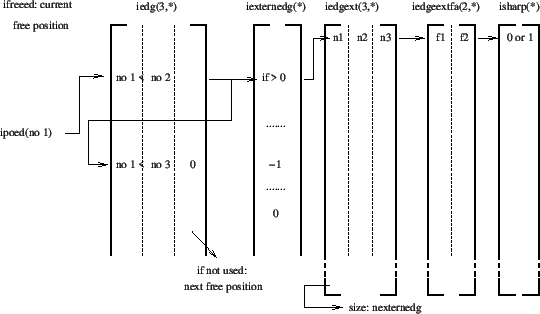 ifreeed: current iedg(3,*) iexternedg(*) iedgext(3,*) iedgeextfa(2,*) isharp(*)
free position
n1 n2 n3 f1 f2 0 or 1
no 1 < no 2 if > 0
.......
ipoed(no 1)
no 1 < no 3 0 −1
.......
0
if not used:
next free position
size: nexternedg